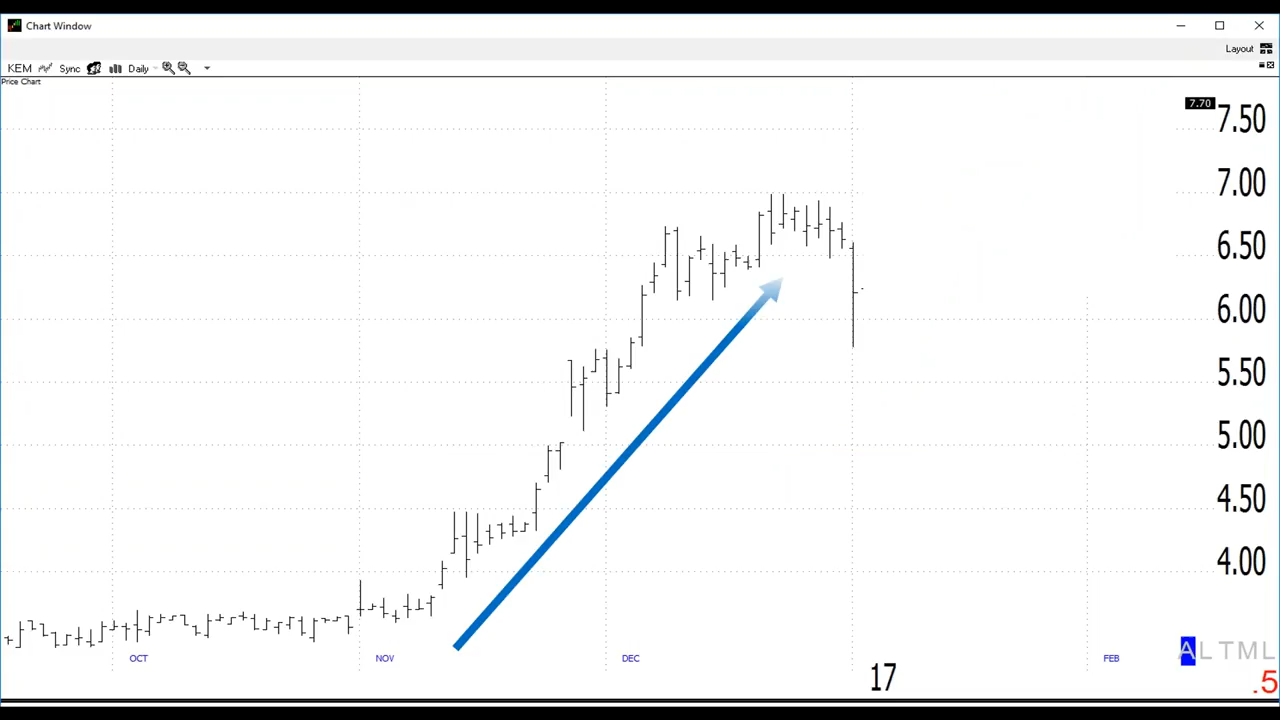 Chart Window
Layout
KEM Sync Daily
Price Chart
7.70
7.50
7.00
6.50
6.00
5.50
5.00
4.50
4.00
OCT NOV DEC FEB
17
ALTML
.5